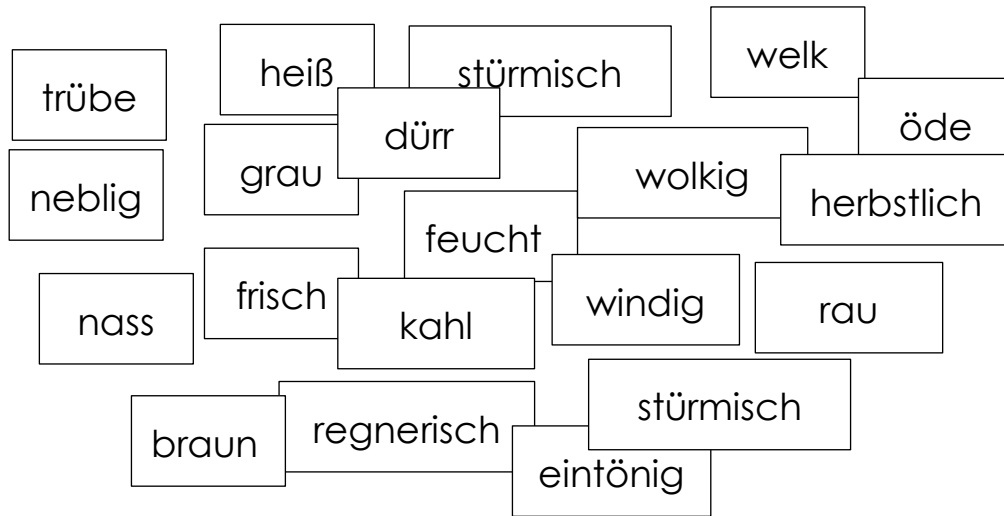 welk
heiß
stürmisch
trübe
öde
dürr
grau
wolkig
neblig
herbstlich
feucht
frisch
windig
rau
nass
kahl
stürmisch
regnerisch
braun
eintönig